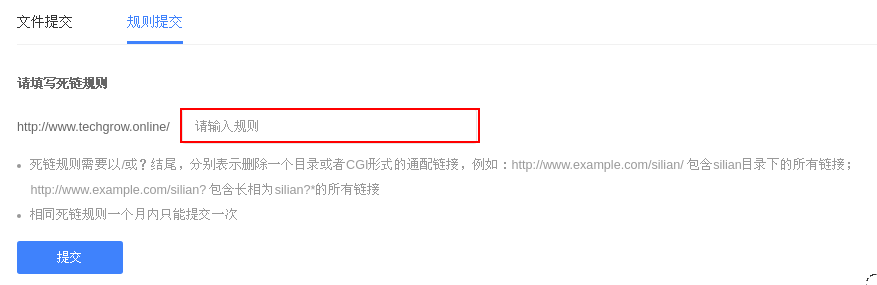 文件提交 规则提交
请填写死链规则
http://www.techgrow.online/ 请输入规则
死链规则需要以/或？结尾，分别表示删除一个目录或者CGI形式的通配链接，例如：http://www.example.com/silian/ 包含silian目录下的所有链接；
http://www.example.com/silian? 包含长相为silian?*的所有链接
相同死链规则一个月内只能提交一次
提交